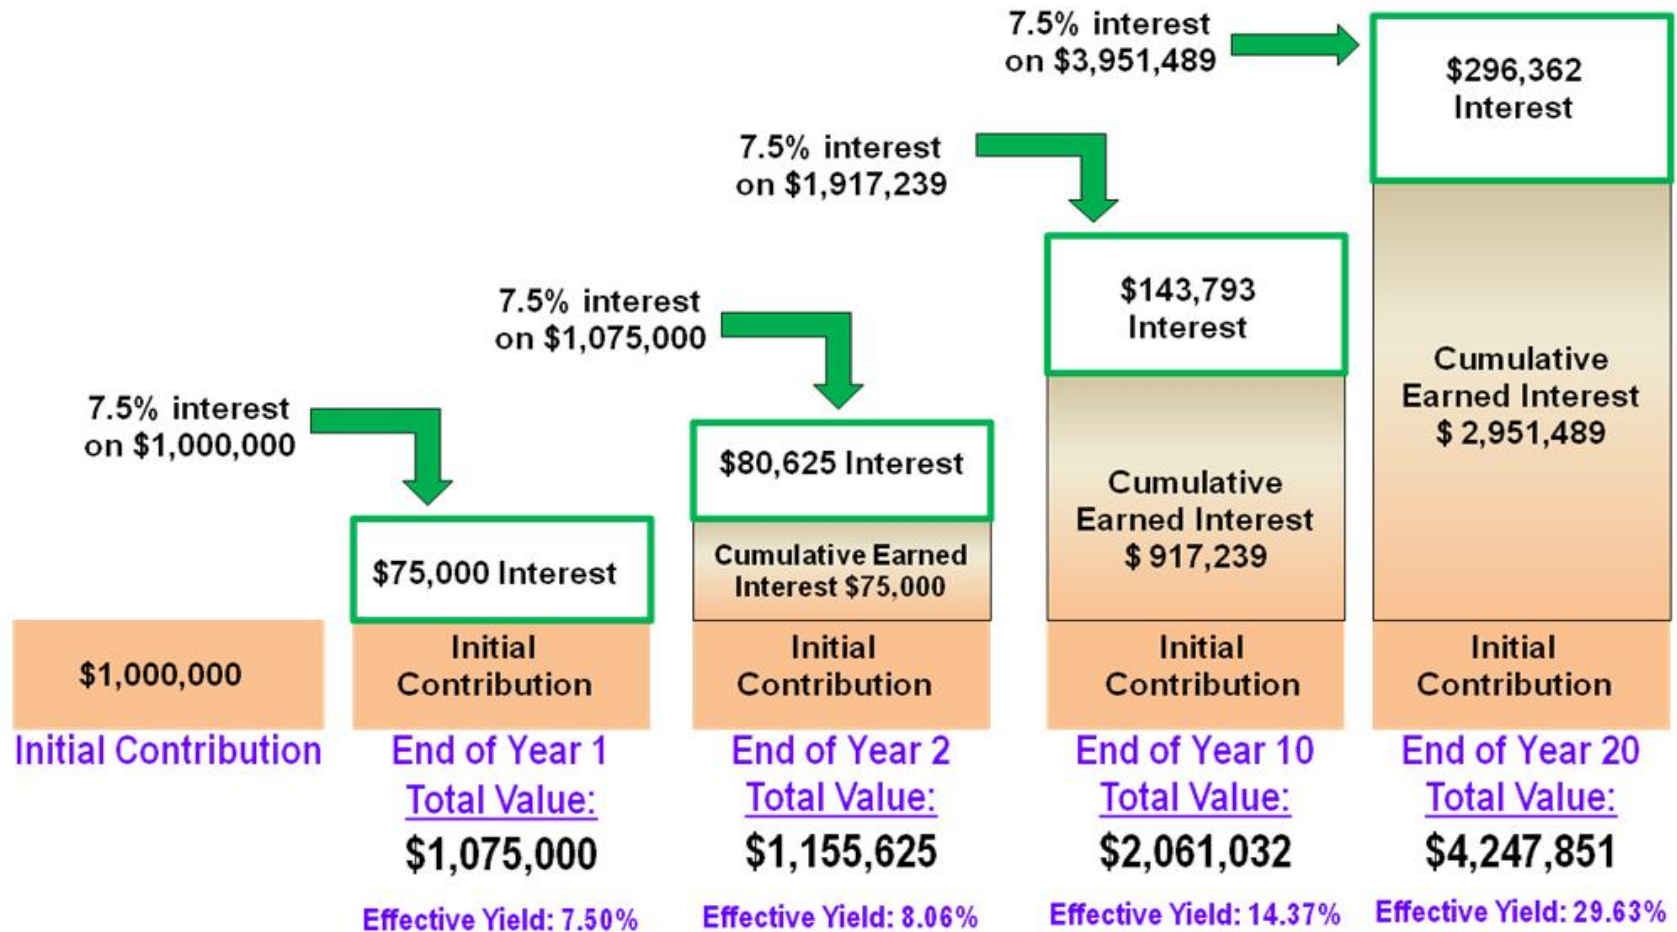 $1,000,000
Initial Contribution
7.5% interest
on $1,000,000
$75,000 Interest
Initial
Contribution
End of Year 1
Total Value:
$1,075,000
Effective Yield: 7.50%
7.5% interest
on $1,075,000
$80,625 Interest
Cumulative Earned
Interest $75,000
Initial
Contribution
End of Year 2
Total Value:
$1,155,625
Effective Yield: 8.06%
7.5% interest
on $1,917,239
$143,793
Interest
Cumulative
Earned Interest
$ 917,239
Initial
Contribution
End of Year 10
Total Value:
$2,061,032
Effective Yield: 14.37%
7.5% interest
on $3,951,489
$296,362
Interest
Cumulative
Earned Interest
$ 2,951,489
Initial
Contribution
End of Year 20
Total Value:
$4,247,851
Effective Yield: 29.63%